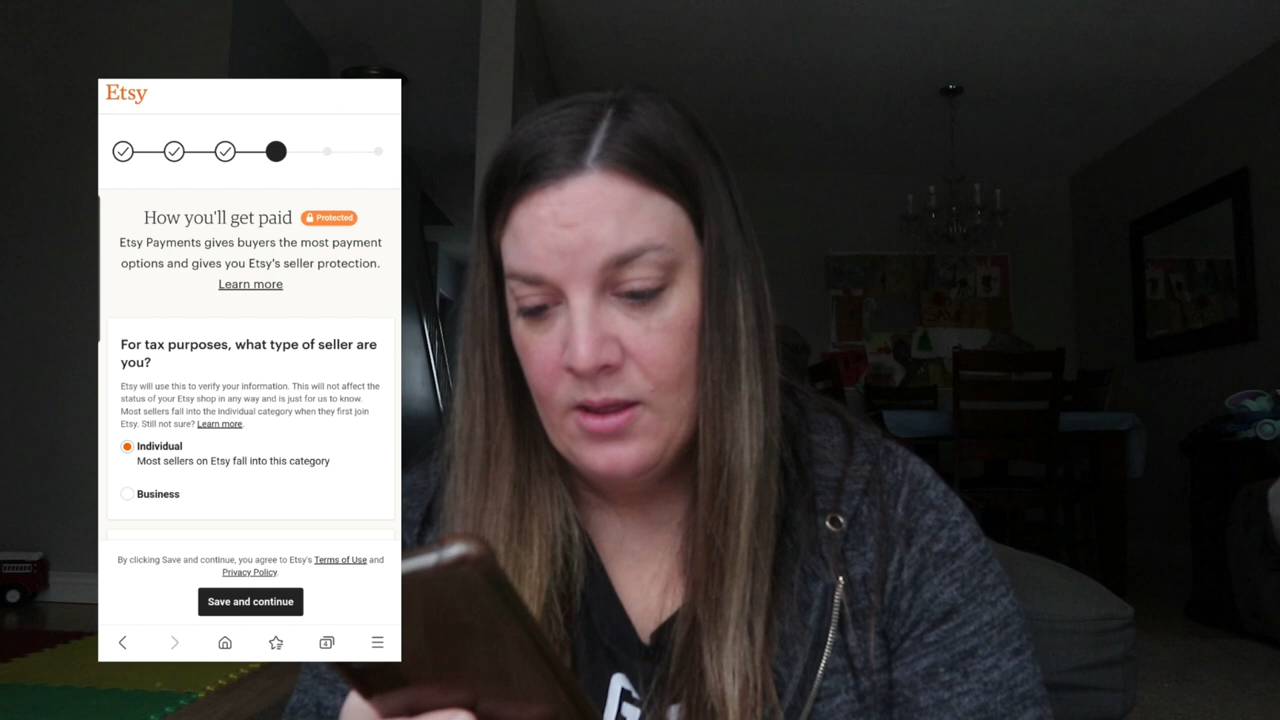 Etsy
How you'll get paid
Protected
Etsy Payments gives buyers the most payment
options and gives you Etsy's seller protection.
Learn more
For tax purposes, what type of seller are
you?
Etsy will use this to verify your information. This will not affect the
status of your Etsy shop in any way and is just for us to know.
Most sellers fall into the individual category when they first join
Etsy. Still not sure? Learn more.
Individual
Most sellers on Etsy fall into this category
Business
By clicking Save and continue, you agree to Etsy's Terms of Use and
Privacy Policy.
Save and continue
4